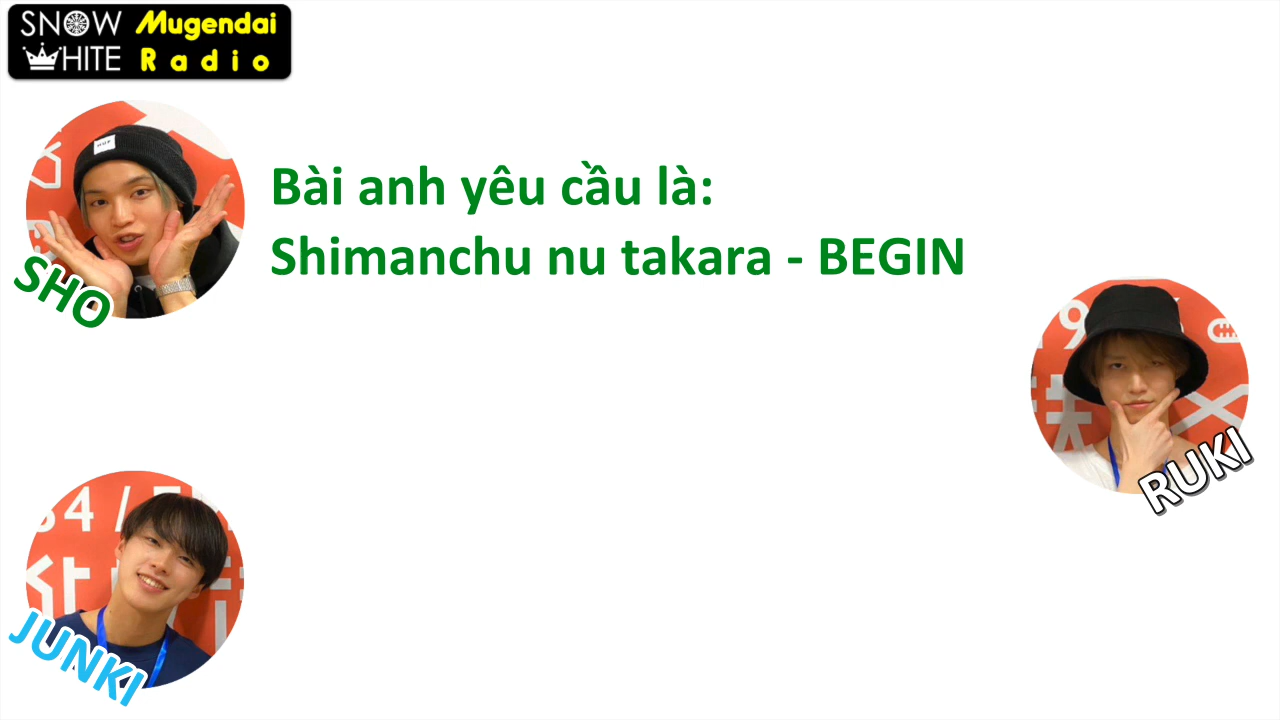 SNOW WHITE
Mugendai
Radio
Bài anh yêu cầu là:
Shimanchu nu takara - BEGIN
SHO
RUKI
JUNKI